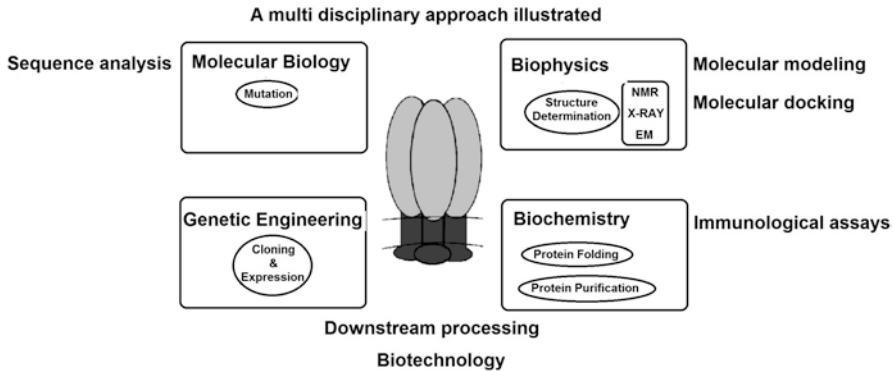 A multi disciplinary approach illustrated
Sequence analysis
Molecular Biology
Mutation
Biophysics
Structure
Determination
NMR
X-RAY
EM
Molecular modeling
Molecular docking
Genetic Engineering
Cloning
&
Expression
Biochemistry
Protein Folding
Protein Purification
Immunological assays
Downstream processing
Biotechnology